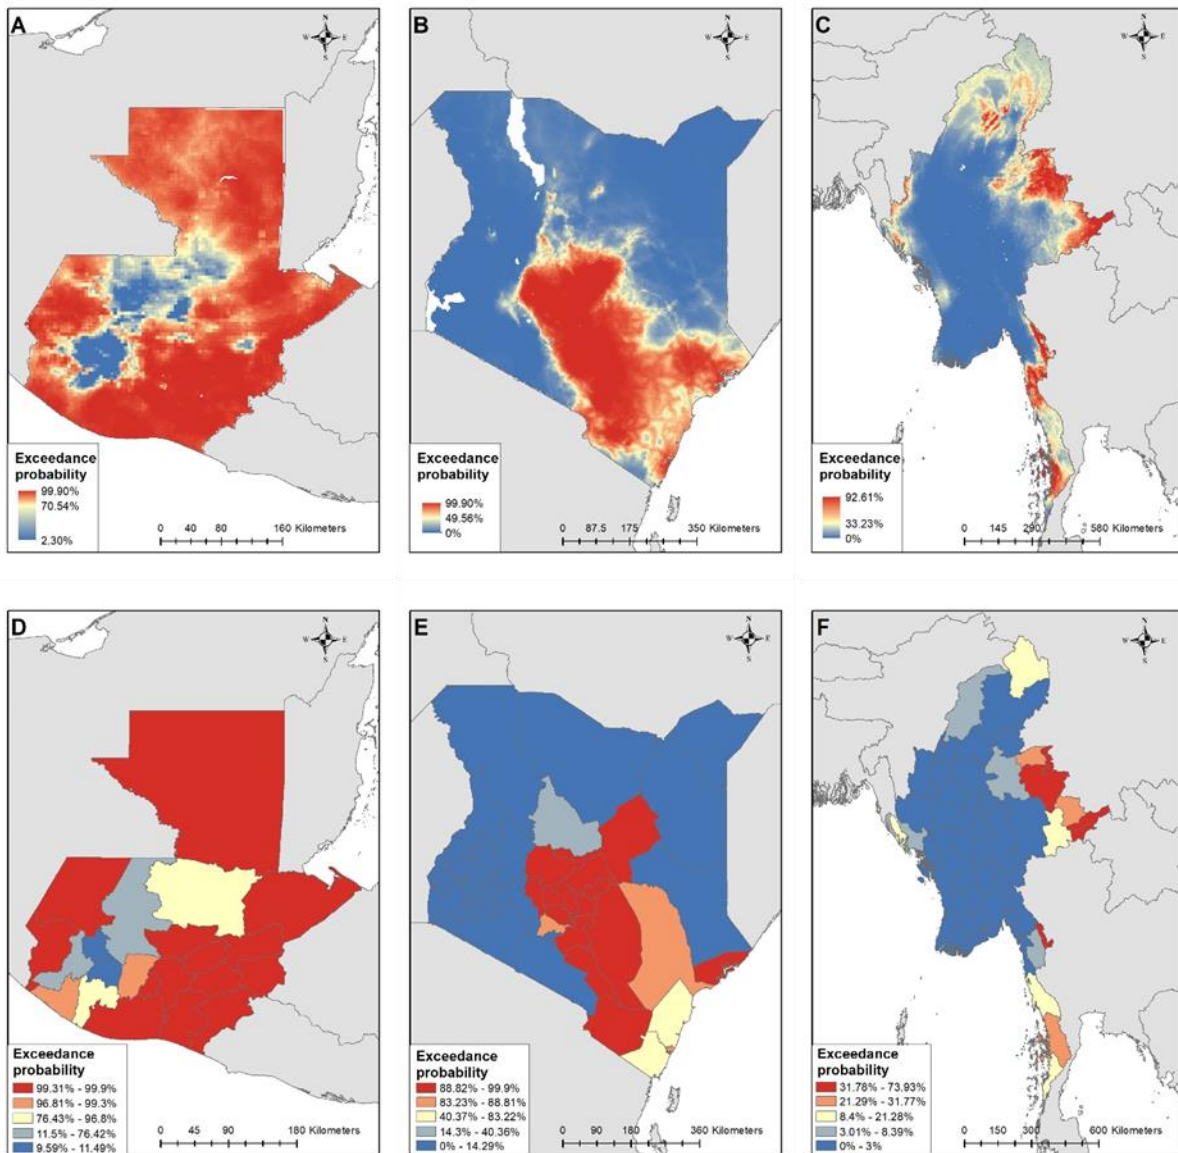 A
N
W E
S
Exceedance
probability
99.90%
70.54%
2.30%
0 40 80 160 Kilometers
B
N
W E
S
Exceedance
probability
99.90%
49.56%
0%
0 87.5 175 350 Kilometers
C
N
W E
S
Exceedance
probability
92.61%
33.23%
0%
0 145 290 580 Kilometers
D
N
W E
S
Exceedance
probability
99.31% - 99.9%
96.81% - 99.3%
76.43% - 96.8%
11.5% - 76.42%
9.59% - 11.49%
0 45 90 180 Kilometers
E
N
W E
S
Exceedance
probability
88.82% - 99.9%
83.23% - 88.81%
40.37% - 83.22%
14.3% - 40.36%
0% - 14.29%
0 90 180 360 Kilometers
F
N
W E
S
Exceedance
probability
31.78% - 73.93%
21.29% - 31.77%
8.4% - 21.28%
3.01% - 8.39%
0% - 3%
0 150 300 600 Kilometers